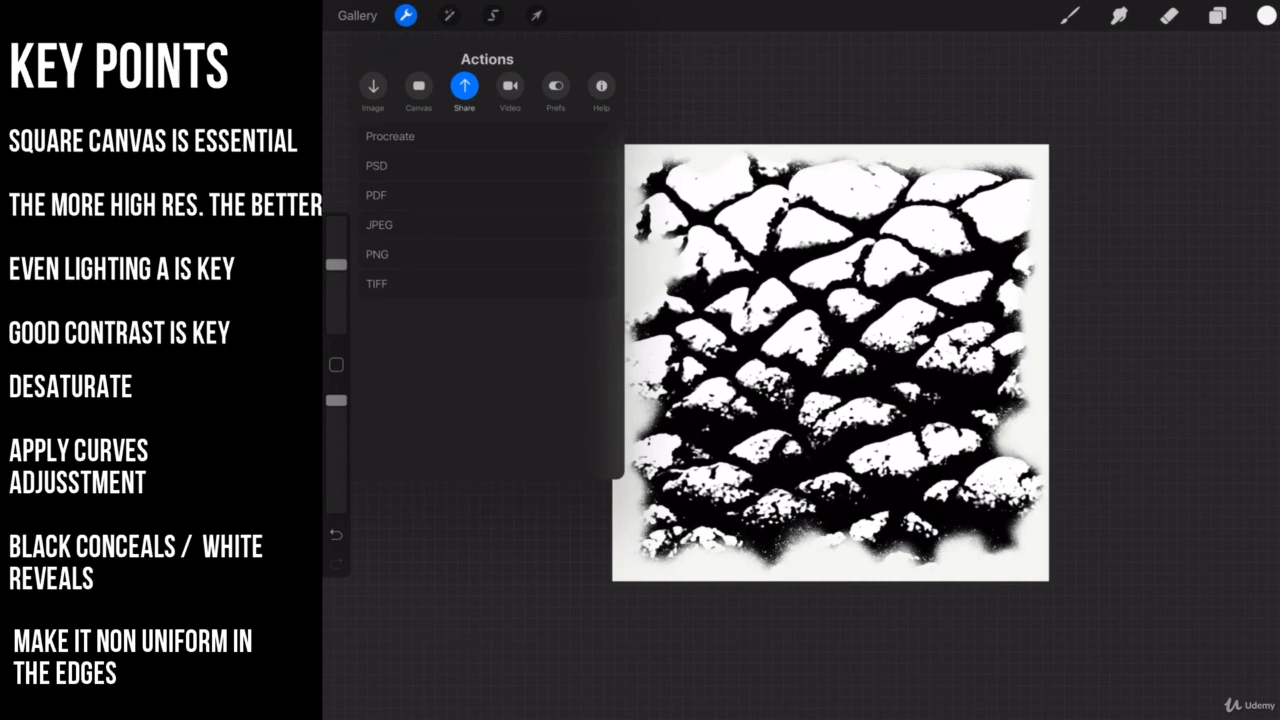 KEY POINTS
SQUARE CANVAS IS ESSENTIAL
THE MORE HIGH RES. THE BETTER
EVEN LIGHTING A IS KEY
GOOD CONTRAST IS KEY
DESATURATE
APPLY CURVES
ADJUSSTMENT
BLACK CONCEALS / WHITE
REVEALS
MAKE IT NON UNIFORM IN
THE EDGES
Gallery
Actions
Image Canvas Share Video Prefs Help
Procreate
PSD
PDF
JPEG
PNG
TIFF
Udemy